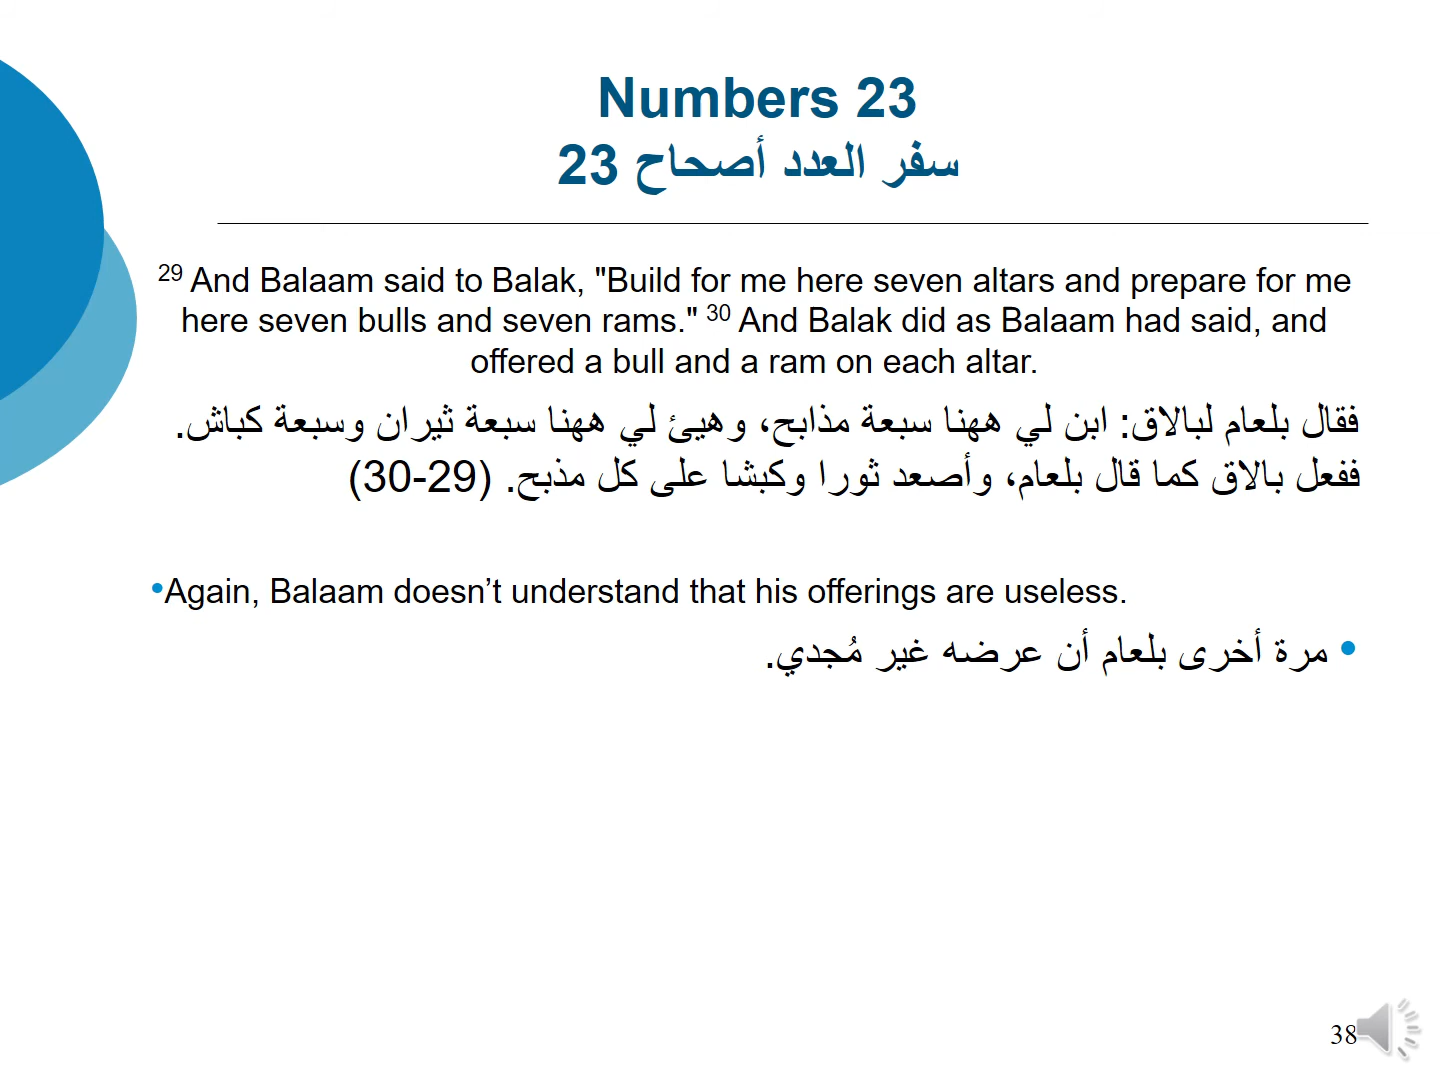 Numbers 23
سفر العدد أصحاح 23
29 And Balaam said to Balak, "Build for me here seven altars and prepare for me
here seven bulls and seven rams." 30 And Balak did as Balaam had said, and
offered a bull and a ram on each altar.
فقال بلعام لبالاق: ابن لي ههنا سبعة مذابح، وهيئ لي ههنا سبعة ثيران وسبعة كباش.
ففعل بالاق كما قال بلعام، وأصعد ثورا وكبشا على كل مذبح. (29-30)
•Again, Balaam doesn’t understand that his offerings are useless.
• مرة أخرى بلعام أن عرضه غير مُجدي.
38